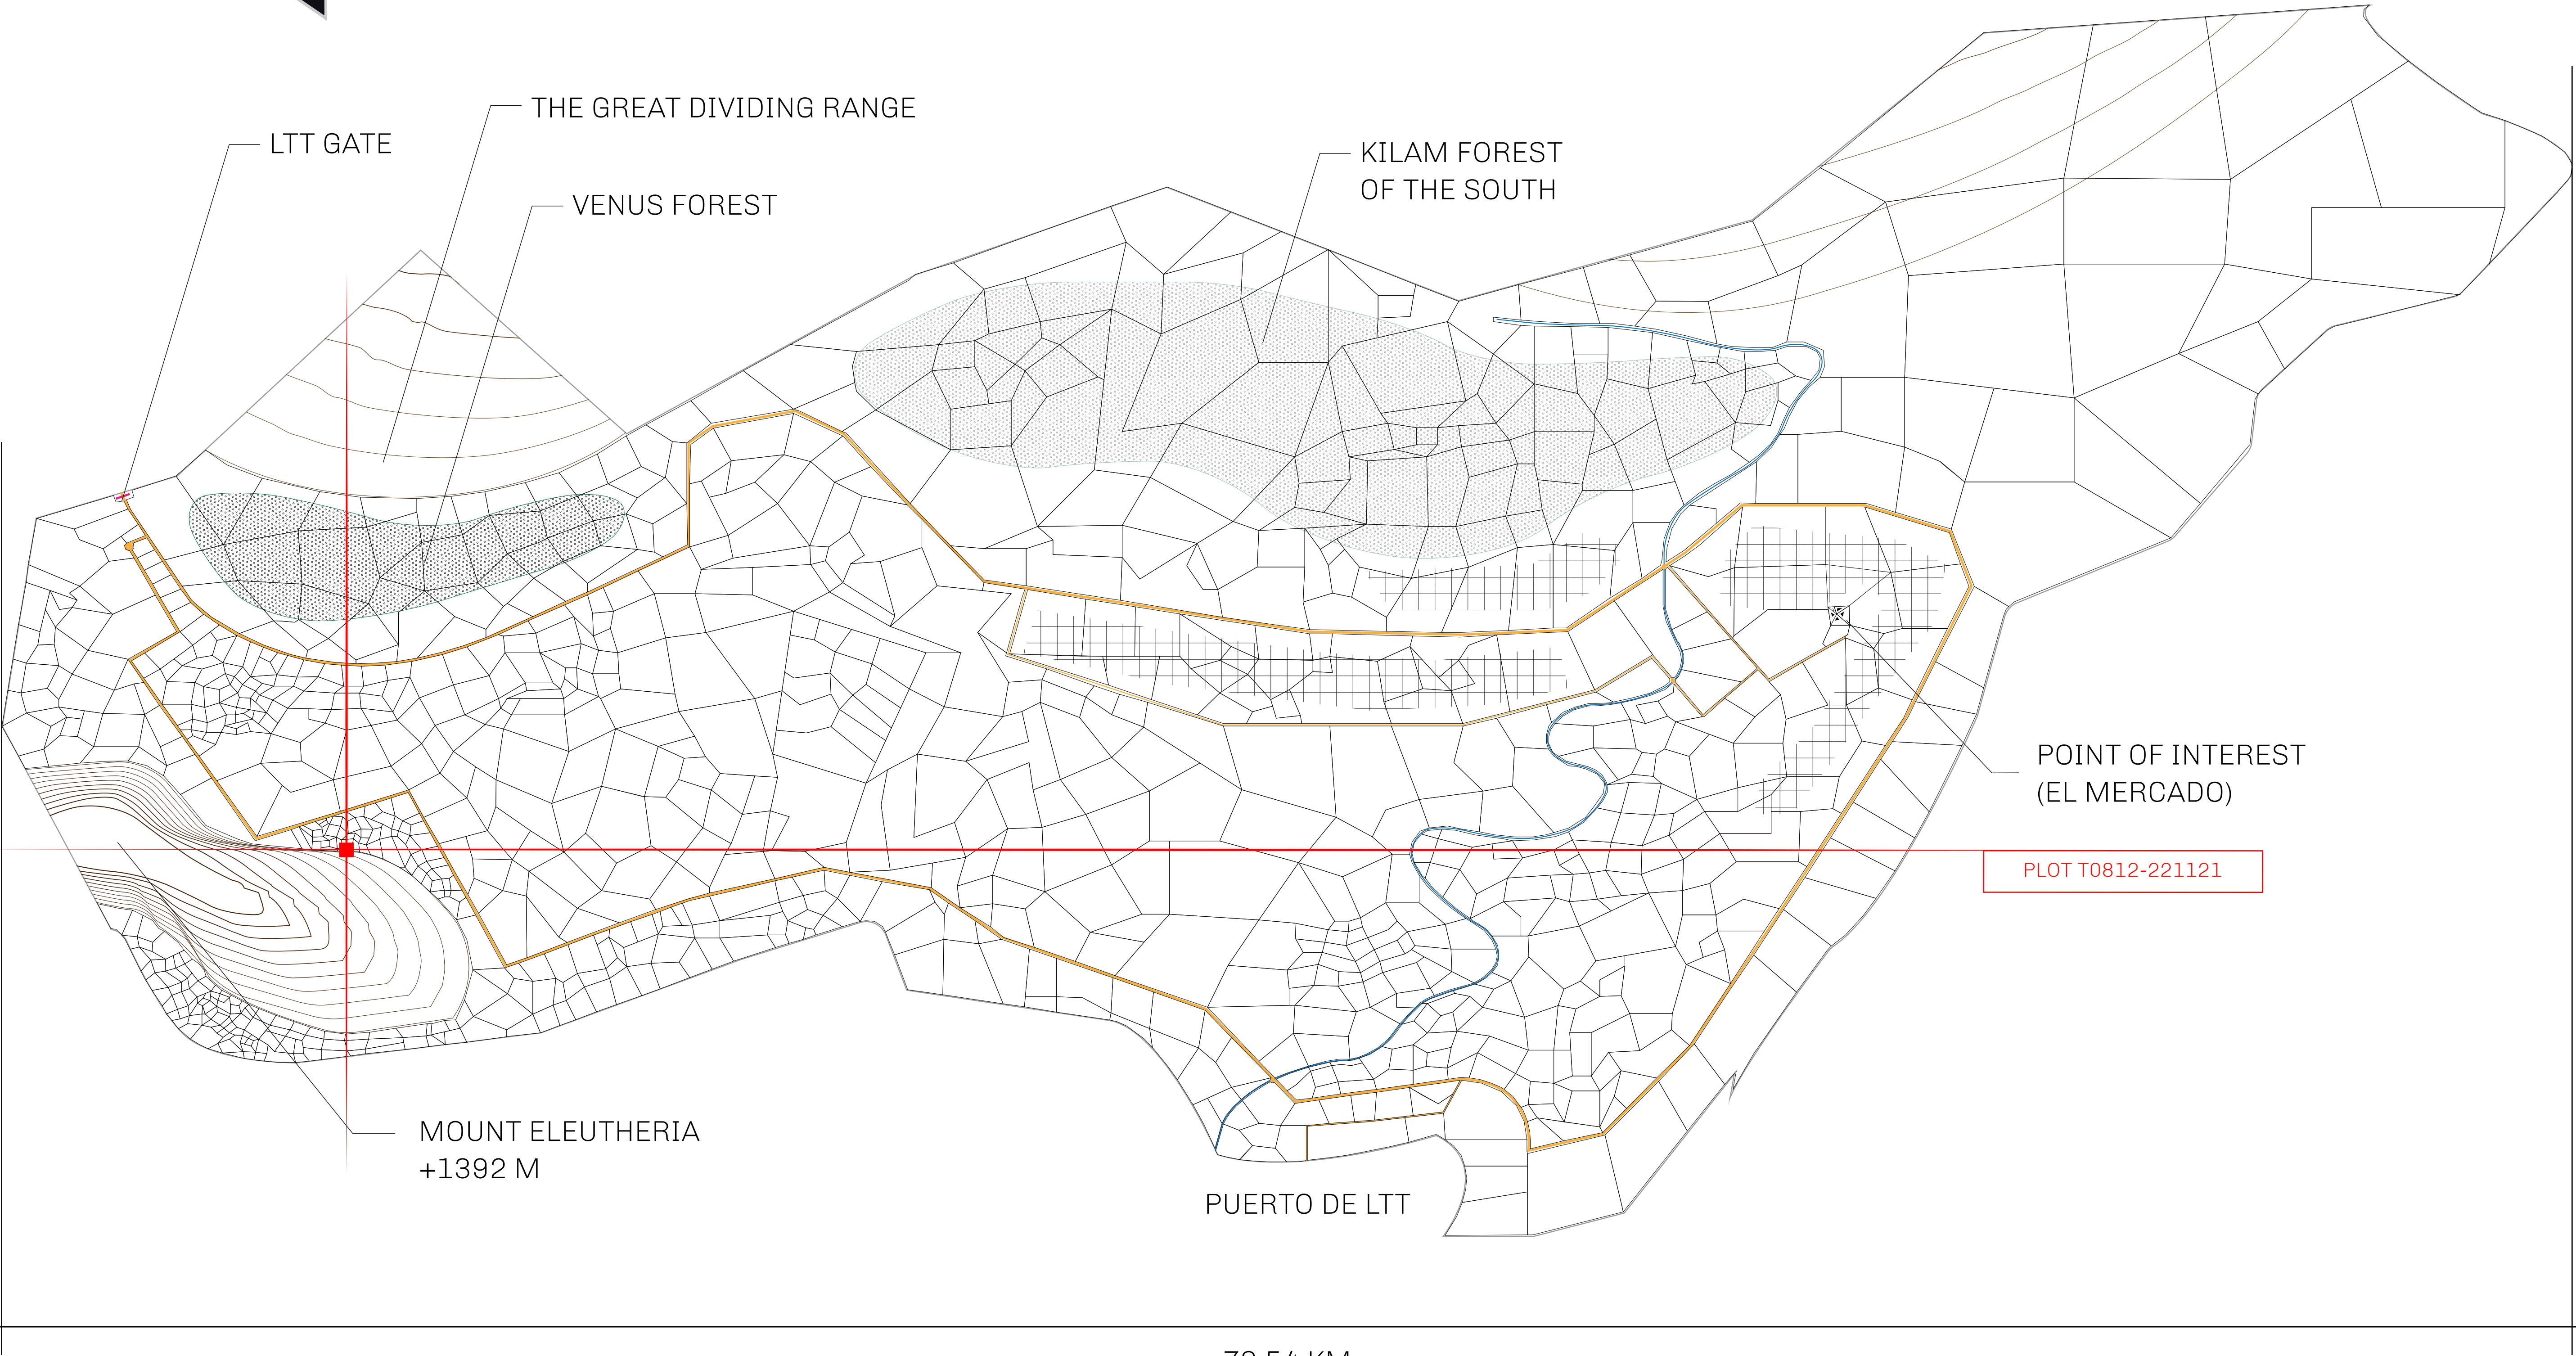 THE GREAT DIVIDING RANGE
LTT GATE
KILAM FOREST
OF THE SOUTH
VENUS FOREST
POINT OF INTEREST
(EL MERCADO)
PLOT T0812-221121
MOUNT ELEUTHERIA
+1392 M
PUERTO DE LTT
KM